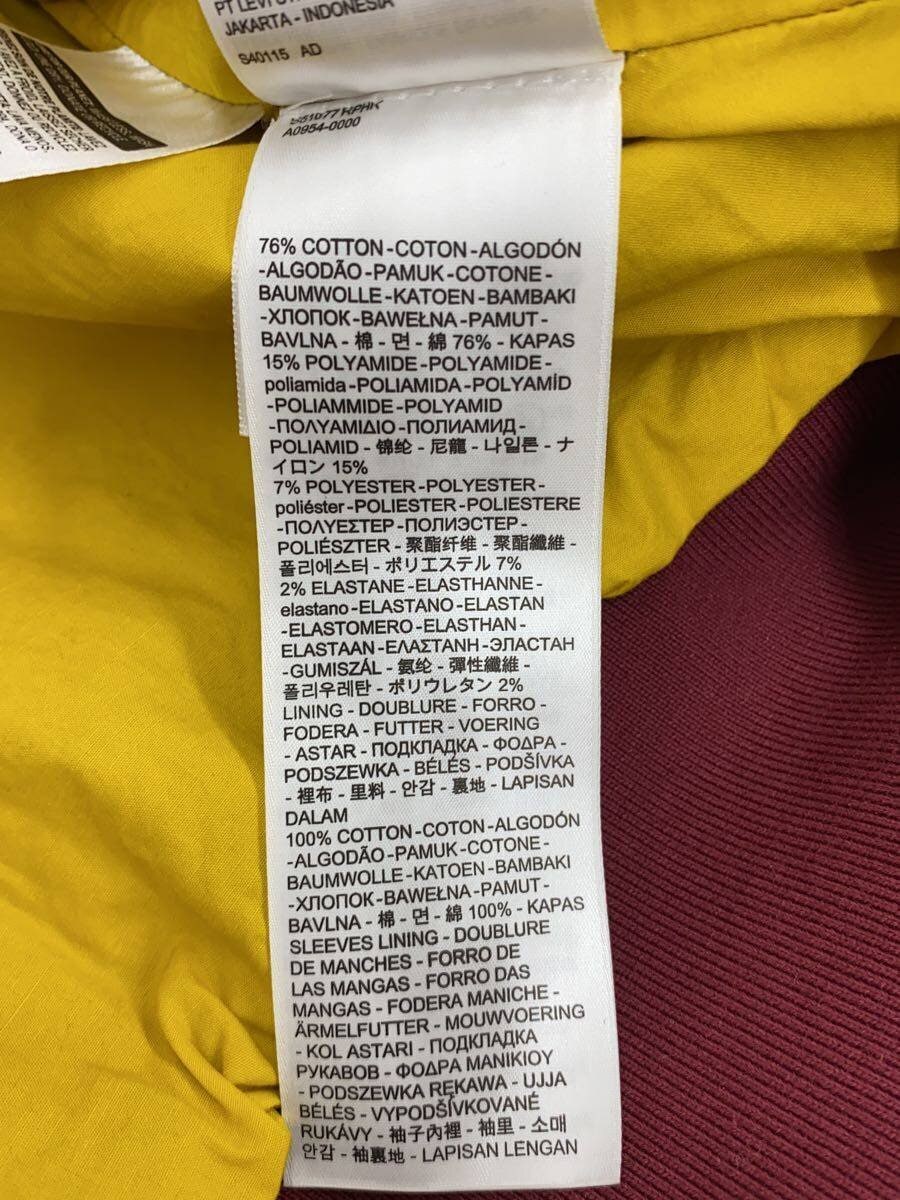 JAKARTA - INDONESIA
S40115 AD
A0954-0000
76% COTTON-COTON-ALGODÓN
-ALGODÃO-PAMUK-COTONE-
BAUMWOLLE-KATOEN-BAMBAKI
-ХЛОПОК-BAWEŁNA-PAMUT-
BAVLNA - 棉 - 면 - 綿 76% - KAPAS
15% POLYAMIDE-POLYAMIDE-
poliamida-POLIAMIDA-POLYAMİD
-POLIAMMIDE-POLYAMID
-ΠΟΛΥΑΜΙΔΙΟ-ПОЛИАМИД-
POLIAMID - 锦纶 - 尼龍 - 나일론 - ナ
イロン 15%
7% POLYESTER-POLYESTER-
poliéster-POLIESTER-POLIESTERE
-ΠΟΛΥΕΣΤΕΡ-ПОЛИЭСТЕР-
POLIÉSZTER - 聚酯纤维 - 聚酯纖維 -
폴리에스터 - ポリエステル 7%
2% ELASTANE-ELASTHANNE-
elastano-ELASTANO-ELASTAN
-ELASTOMERO-ELASTHAN-
ELASTAAN-ΕΛΑΣΤΑΝΗ-ЭЛАСТАН
-GUMISZÁL - 氨纶 - 彈性纖維 -
폴리우레탄 - ポリウレタン 2%
LINING - DOUBLURE - FORRO -
FODERA - FUTTER - VOERING
- ASTAR - ПОДКЛАДКА - ΦΟΔΡΑ -
PODSZEWKA - BÉLÉS - PODŠÍVKA
- 裡布 - 里料 - 안감 - 裏地 - LAPISAN
DALAM
100% COTTON-COTON-ALGODÓN
-ALGODÃO-PAMUK-COTONE-
BAUMWOLLE-KATOEN-BAMBAKI
-ХЛОПОК-BAWEŁNA-PAMUT-
BAVLNA - 棉 - 면 - 綿 100% - KAPAS
SLEEVES LINING - DOUBLURE
DE MANCHES - FORRO DE
LAS MANGAS - FORRO DAS
MANGAS - FODERA MANICHE -
ÄRMELFUTTER - MOUWVOERING
- KOL ASTARI - ПОДКЛАДКА
РУКАВОВ - ΦΟΔΡΑ ΜΑΝΙΚΙΟΥ
- PODSZEWKA RĘKAWA - UJJA
BÉLÉS - VYPODŠÍVKOVANÉ
RUKÁVY - 袖子內裡 - 袖里 - 소매
안감 - 袖裏地 - LAPISAN LENGAN